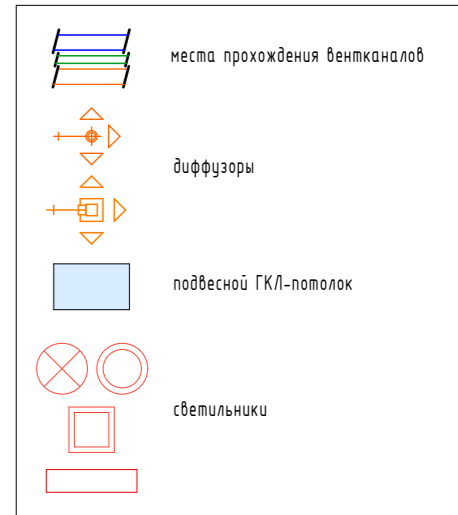 места прохождения вентканалов
диффузоры
подвесной ГКЛ-потолок
светильники